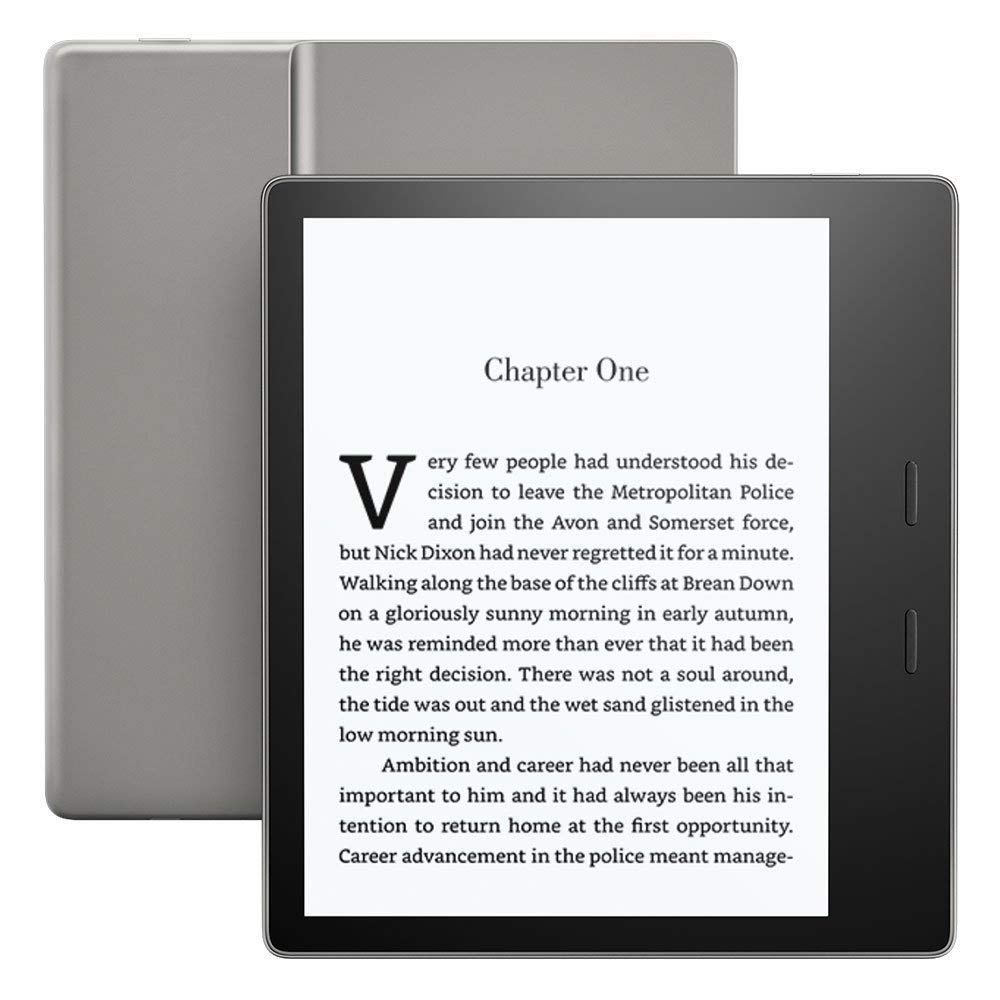 Chapter One
Very few people had understood his de-
cision to leave the Metropolitan Police
and join the Avon and Somerset force,
but Nick Dixon had never regretted it for a minute.
Walking along the base of the cliffs at Brean Down
on a gloriously sunny morning in early autumn,
he was reminded more than ever that it had been
the right decision. There was not a soul around,
the tide was out and the wet sand glistened in the
low morning sun.
Ambition and career had never been all that
important to him and it had always been his in-
tention to return home at the first opportunity.
Career advancement in the police meant manage-